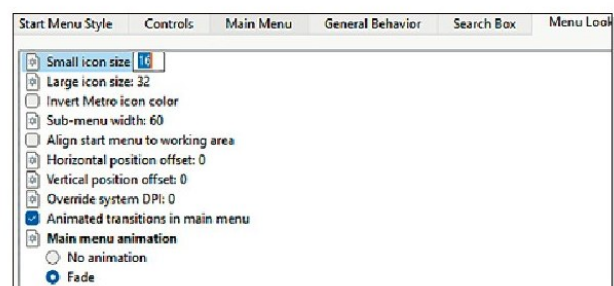 Start Menu Style Controls Main Menu General Behavior Search Box Menu Look
Small icon size 16
Large icon size: 32
Invert Metro icon color
Sub-menu width: 60
Align start menu to working area
Horizontal position offset: 0
Vertical position offset: 0
Override system DPI: 0
Animated transitions in main menu
Main menu animation
No animation
Fade